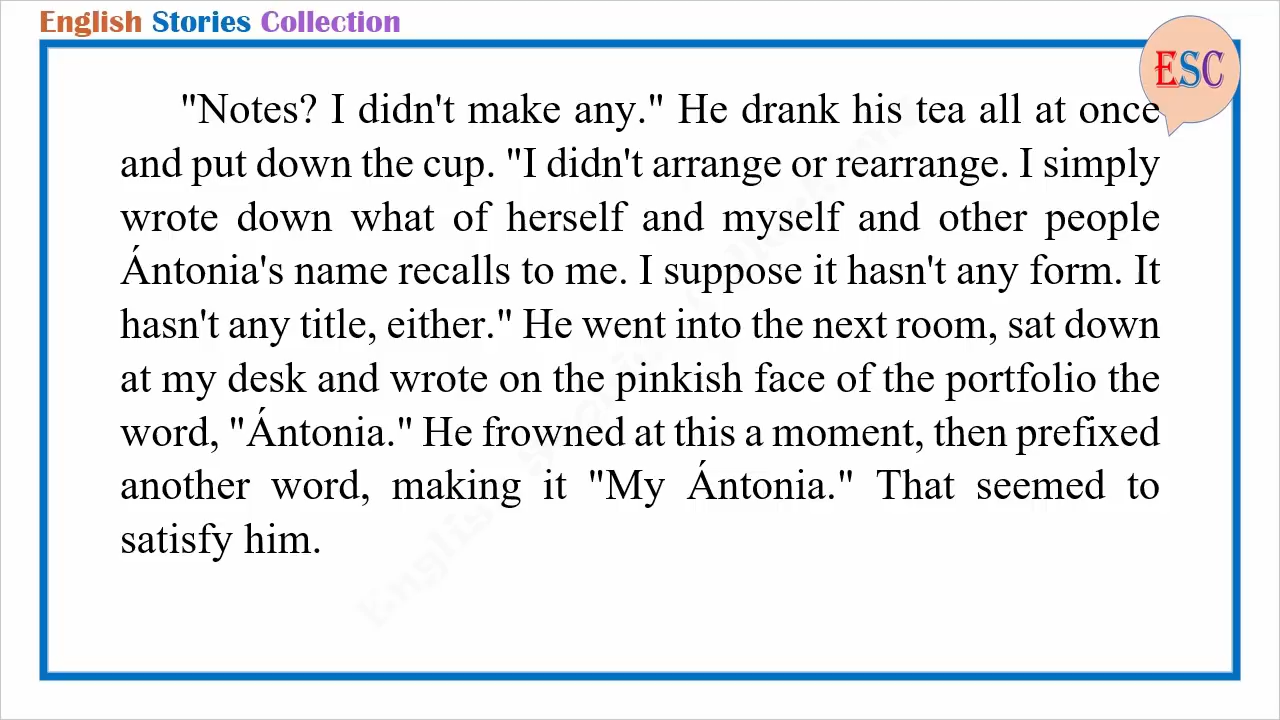 English Stories Collection
ESC
"Notes? I didn't make any." He drank his tea all at once
and put down the cup. "I didn't arrange or rearrange. I simply
wrote down what of herself and myself and other people
Ántonia's name recalls to me. I suppose it hasn't any form. It
hasn't any title, either." He went into the next room, sat down
at my desk and wrote on the pinkish face of the portfolio the
word, "Ántonia." He frowned at this a moment, then prefixed
another word, making it "My Ántonia." That seemed to
satisfy him.